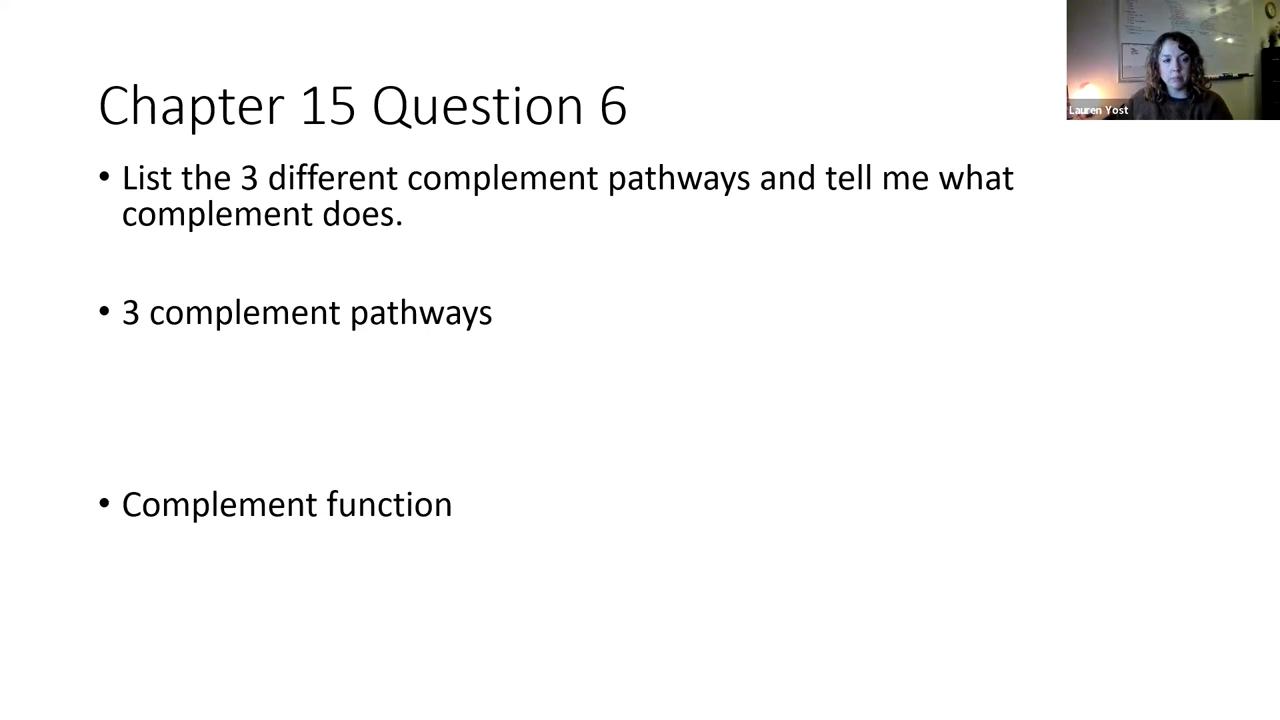 Chapter 15 Question 6
• List the 3 different complement pathways and tell me what
complement does.
• 3 complement pathways
• Complement function
Lauren Yost